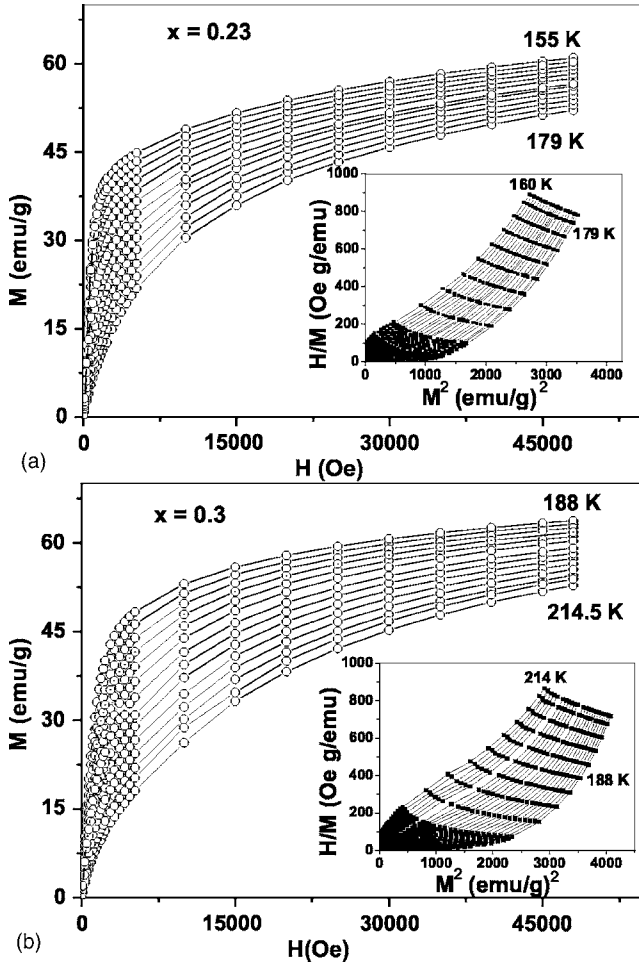 x = 0.23
155 K
60
45
179 K
M (emu/g)
30
15
0
1000
160 K
800
179 K
600
H/M (Oe g/emu)
400
200
0
0 1000 2000 3000 4000
M² (emu/g)²
0 15000 30000 45000
(a)
H (Oe)
x = 0.3
188 K
60
45
214.5 K
M (emu/g)
30
15
0
1000
214 K
800
600
188 K
H/M (Oe g/emu)
400
200
0
0 1000 2000 3000 4000
M² (emu/g)²
0 15000 30000 45000
(b)
H(Oe)